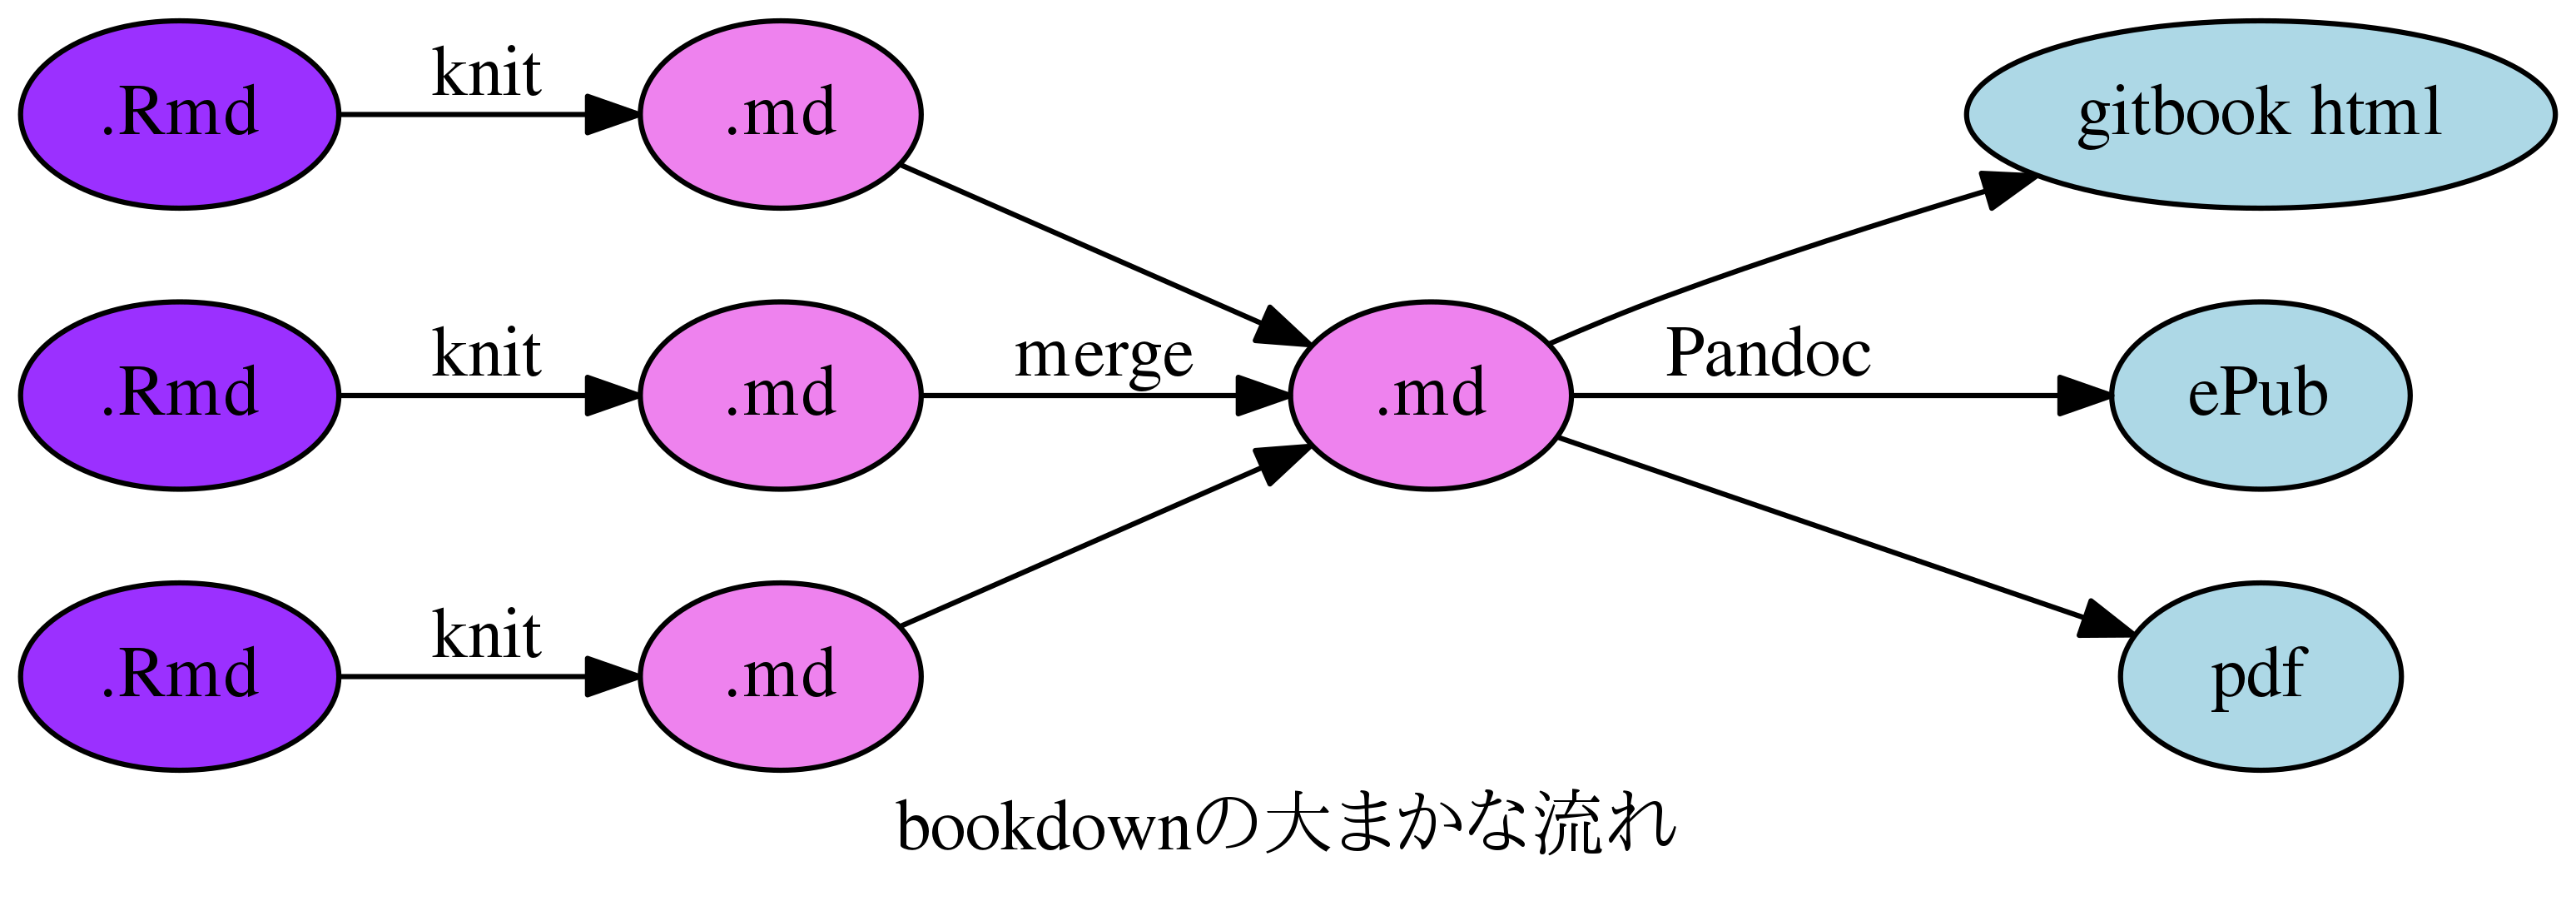 .Rmd
knit
.md
gitbook html
.Rmd
knit
.md
merge
.md
Pandoc
ePub
.Rmd
knit
.md
pdf
bookdownの大まかな流れ